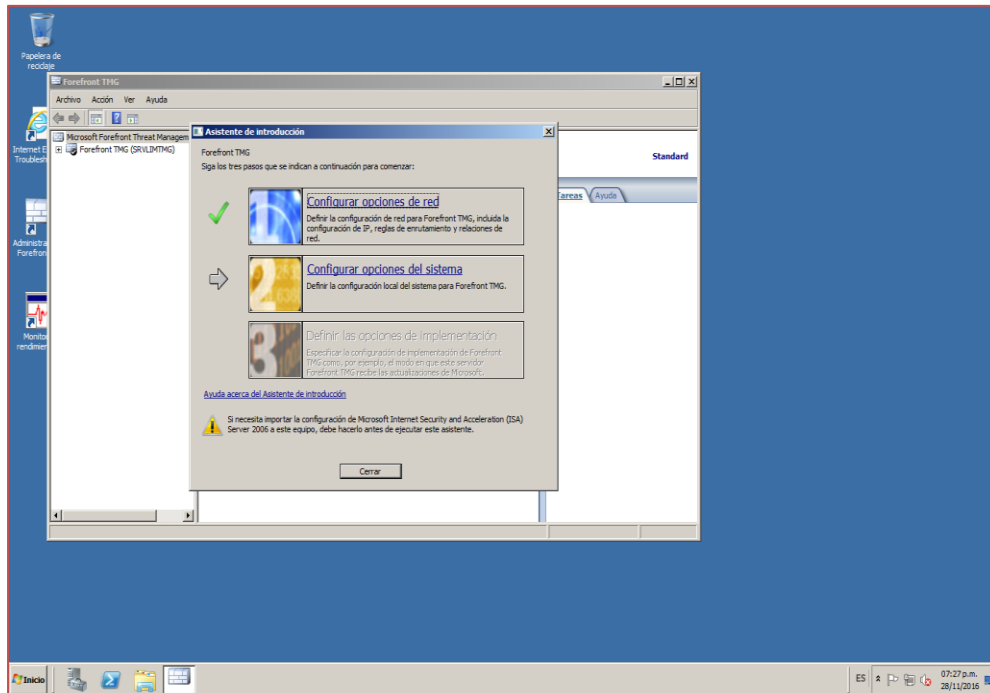 Papelera de
reciclaje
Forefront TMG
Archivo Acción Ver Ayuda
Microsoft Forefront Threat Managem
Forefront TMG (SRVLIMTMG)
Internet E
Troublesh
Administra
Forefron
Monito
rendimier
Standard
Tareas Ayuda
Asistente de introducción
Forefront TMG
Siga los tres pasos que se indican a continuación para comenzar:
Configurar opciones de red
Definir la configuración de red para Forefront TMG, incluida la
configuración de IP, reglas de enrutamiento y relaciones de
red.
2
Configurar opciones del sistema
Definir la configuración local del sistema para Forefront TMG.
3
Definir las opciones de implementación
Especificar la configuración de implementación de Forefront
TMG como, por ejemplo, el modo en que este servidor
Forefront TMG recibe las actualizaciones de Microsoft.
Ayuda acerca del Asistente de introducción
Si necesita importar la configuración de Microsoft Internet Security and Acceleration (ISA)
Server 2006 a este equipo, debe hacerlo antes de ejecutar este asistente.
Cerrar
Inicio
ES
07:27 p.m.
28/11/2016